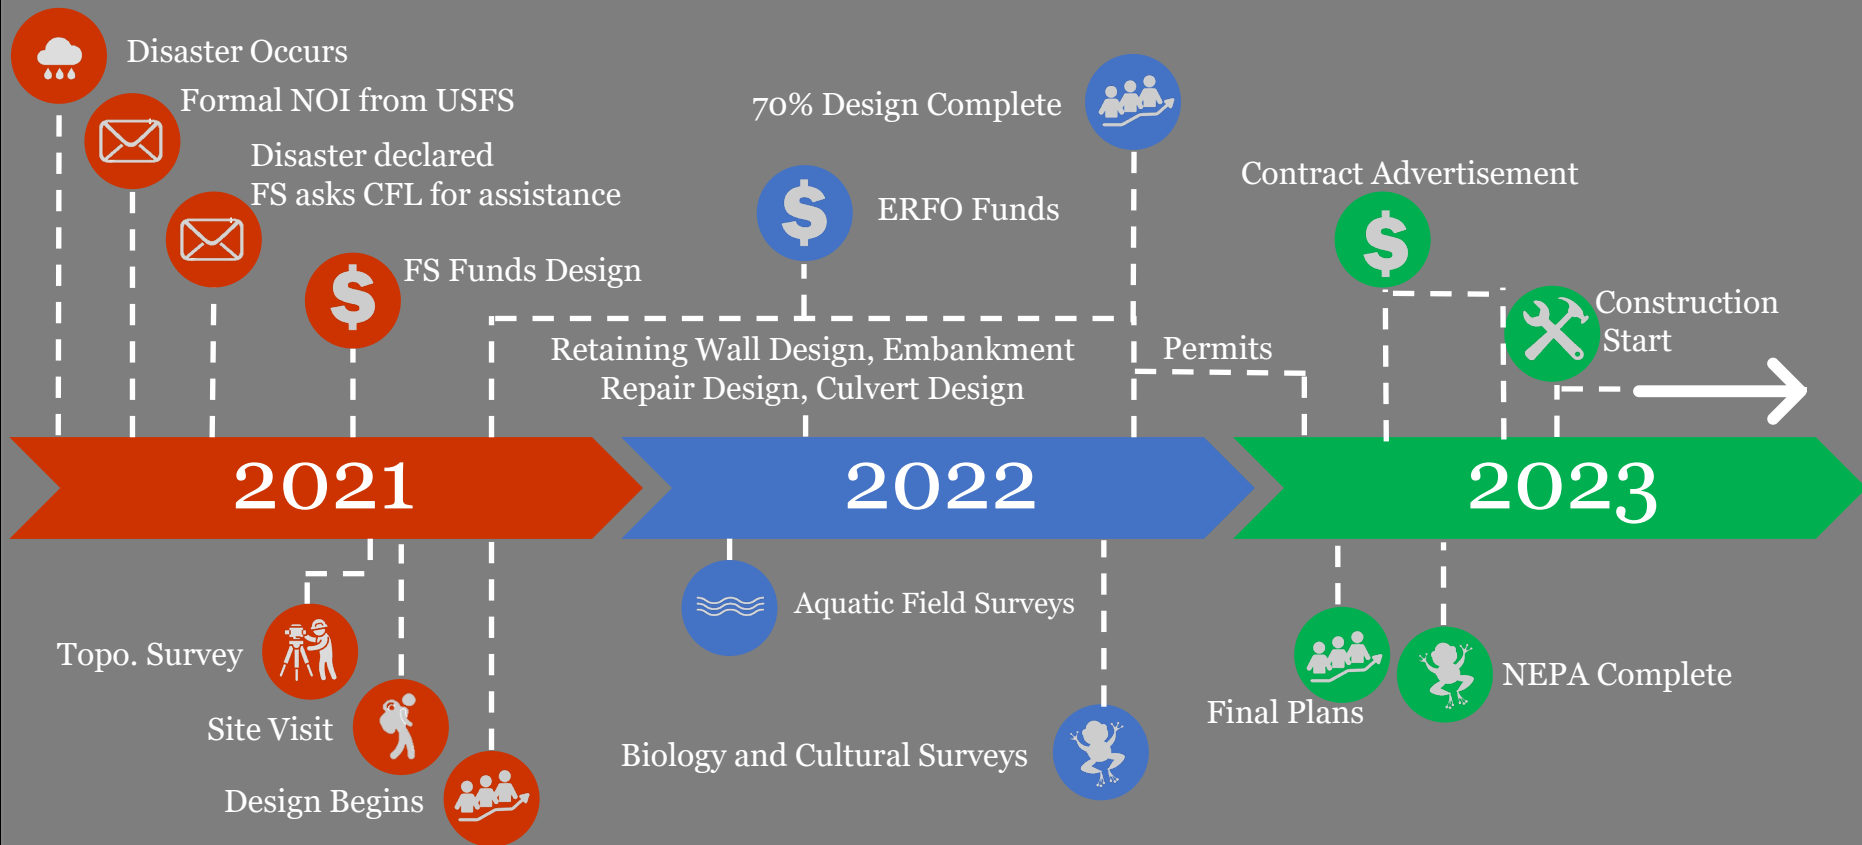 Disaster Occurs
Formal NOI from USFS
Disaster declared
FS asks CFL for assistance
FS Funds Design
70% Design Complete
ERFO Funds
Retaining Wall Design, Embankment
Repair Design, Culvert Design
Permits
Contract Advertisement
Construction
Start
2021
2022
2023
Topo. Survey
Site Visit
Design Begins
Aquatic Field Surveys
Biology and Cultural Surveys
Final Plans
NEPA Complete